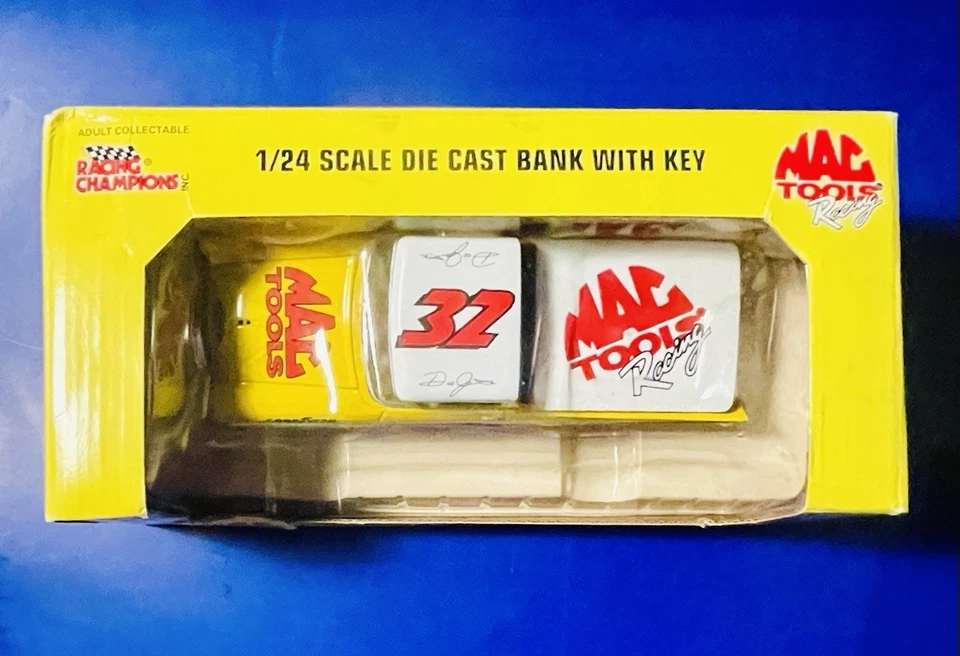 ADULT COLLECTABLE
RACING ®
CHAMPIONS INC
1/24 SCALE DIE CAST BANK WITH KEY
MAC
TOOLS®
Racing
MAC
TOOLS
32
MAC
TOOLS
Racing